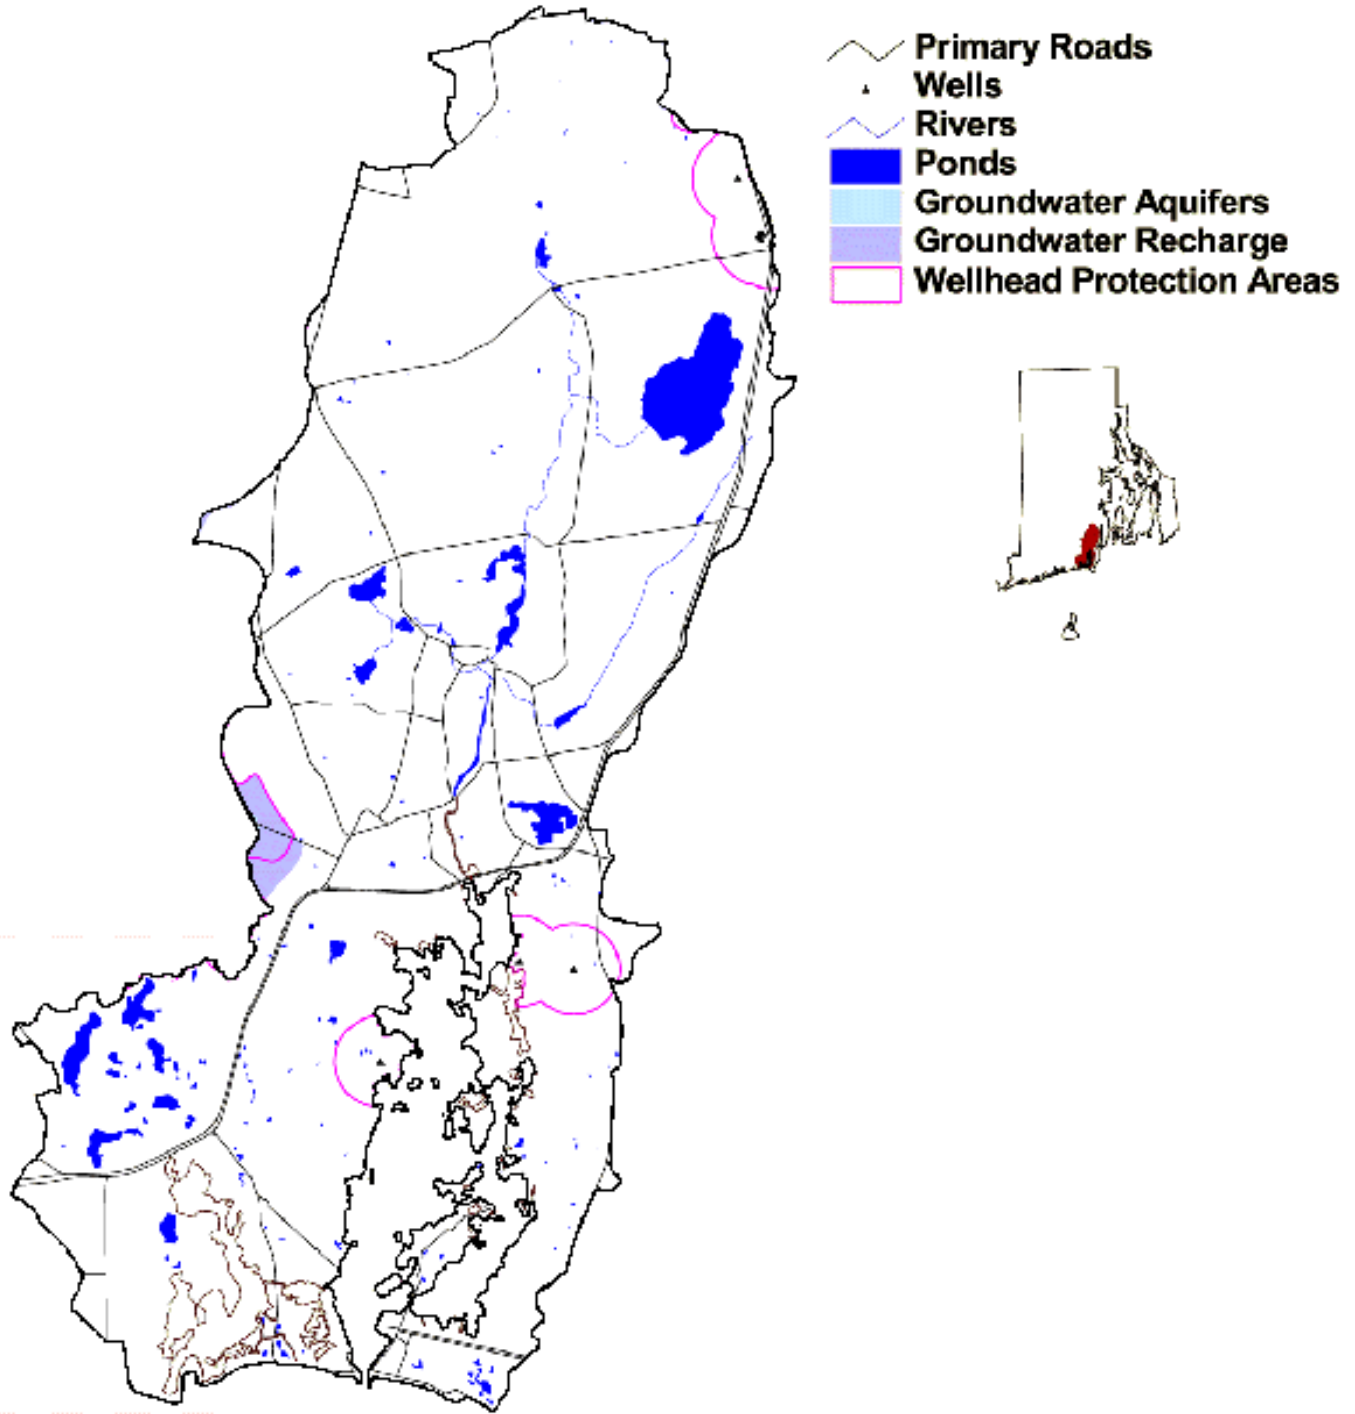 Primary Roads
Wells
Rivers
Ponds
Groundwater Aquifers
Groundwater Recharge
Wellhead Protection Areas